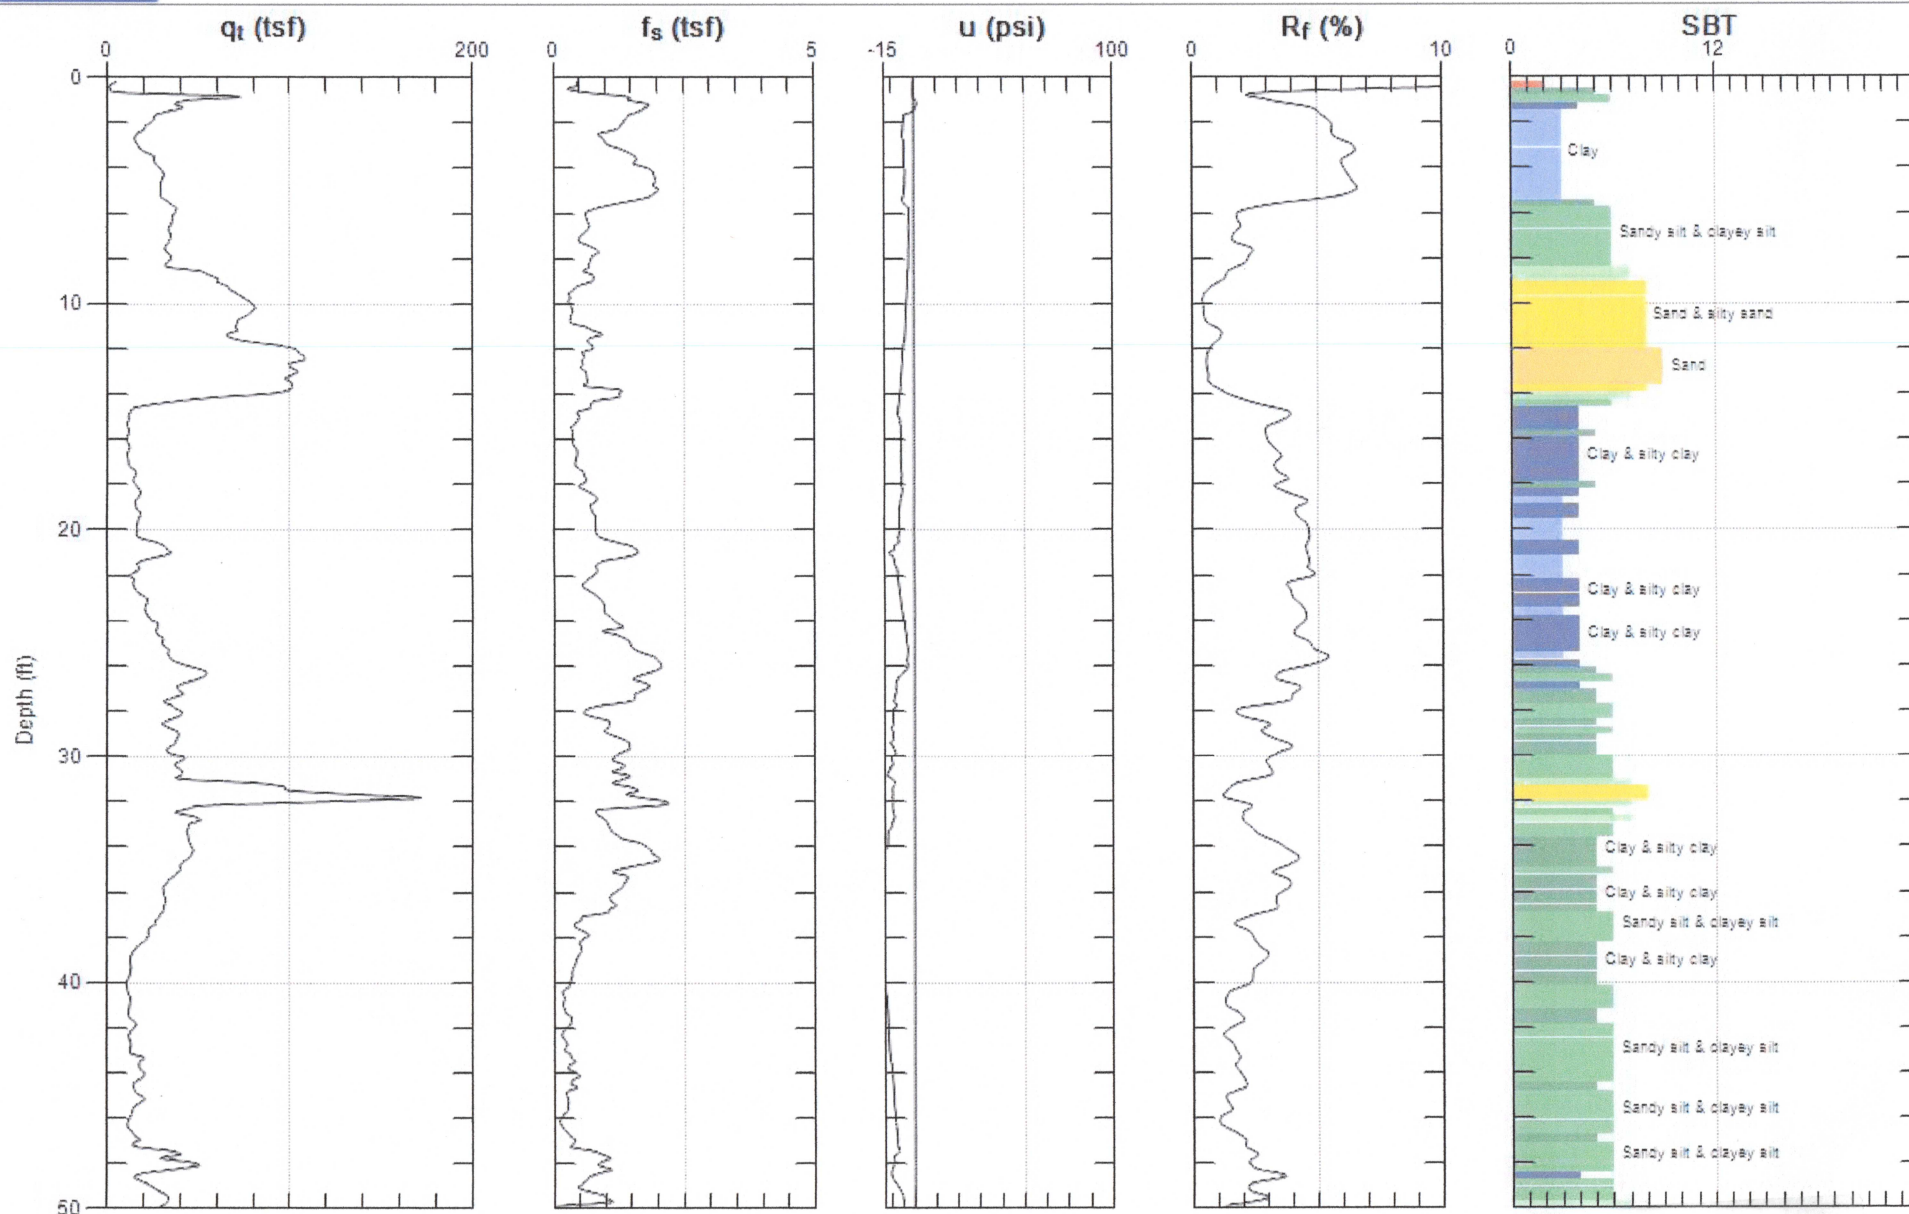 qt (tsf)
fs (tsf)
u (psi)
Rf (%)
SBT
0 200
0 5
-15 100
0 10
0 12
0
10
20
30
40
50
Depth (ft)
Clay
Sandy silt & clayey silt
Sand & silty sand
Sand
Clay & silty clay
Clay & silty clay
Clay & silty clay
Clay & silty clay
Clay & silty clay
Sandy silt & clayey silt
Clay & silty clay
Sandy silt & clayey silt
Sandy silt & clayey silt
Sandy silt & clayey silt